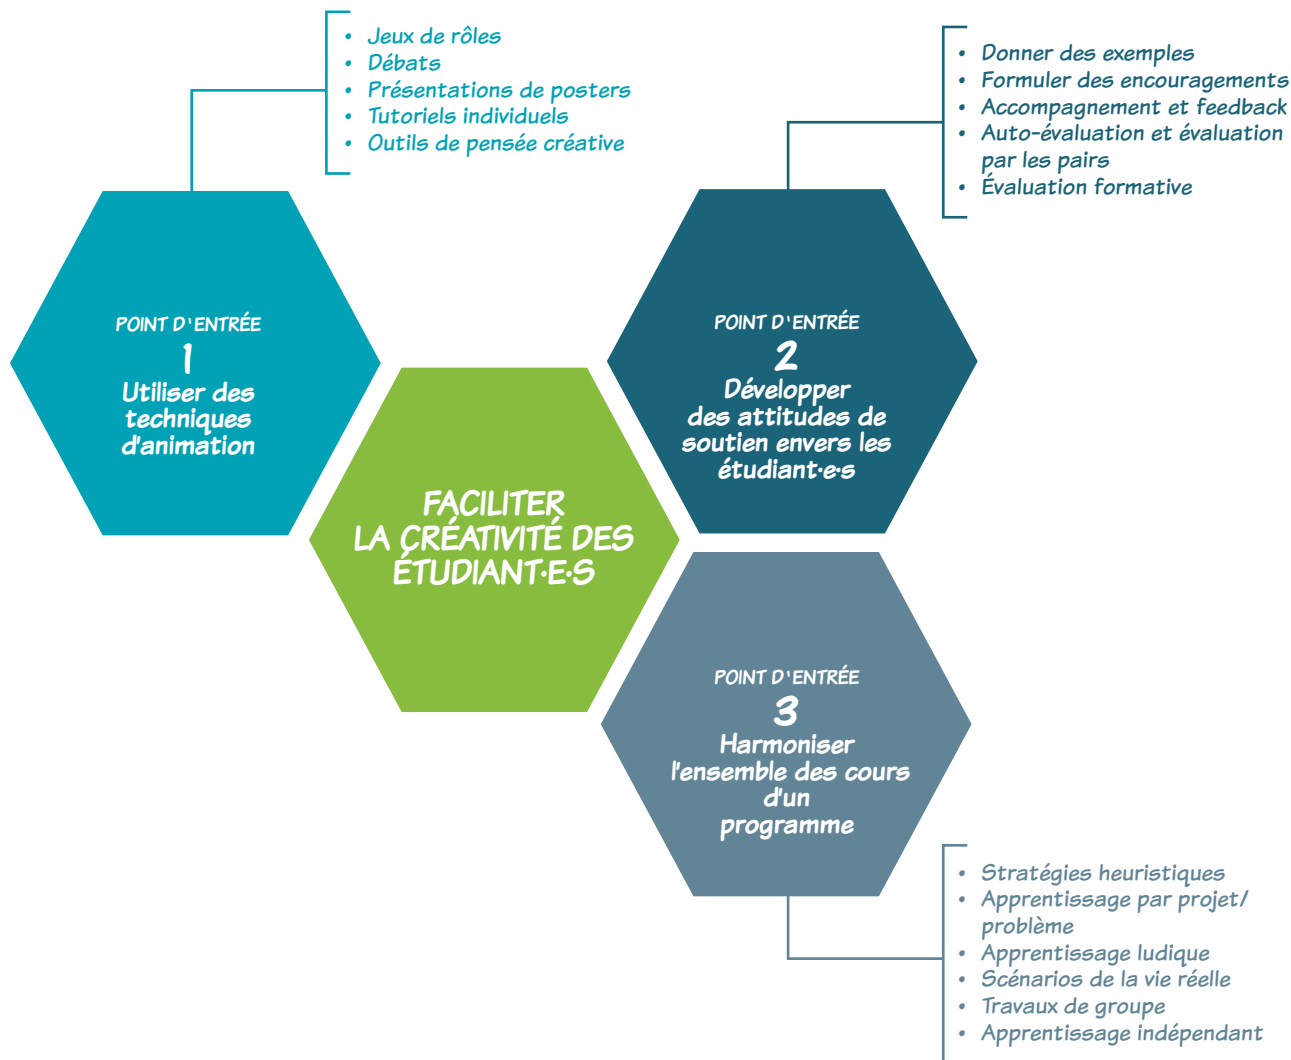 • Jeux de rôles
• Débats
• Présentations de posters
• Tutoriels individuels
• Outils de pensée créative
POINT D'ENTRÉE
1
Utiliser des
techniques
d'animation
• Donner des exemples
• Formuler des encouragements
• Accompagnement et feedback
• Auto-évaluation et évaluation
par les pairs
• Évaluation formative
POINT D'ENTRÉE
2
Développer
des attitudes de
soutien envers les
étudiant·e·s
FACILITER
LA CRÉATIVITÉ DES
ÉTUDIANT·E·S
POINT D'ENTRÉE
3
Harmoniser
l'ensemble des cours
d'un
programme
• Stratégies heuristiques
• Apprentissage par projet/
problème
• Apprentissage ludique
• Scénarios de la vie réelle
• Travaux de groupe
• Apprentissage indépendant